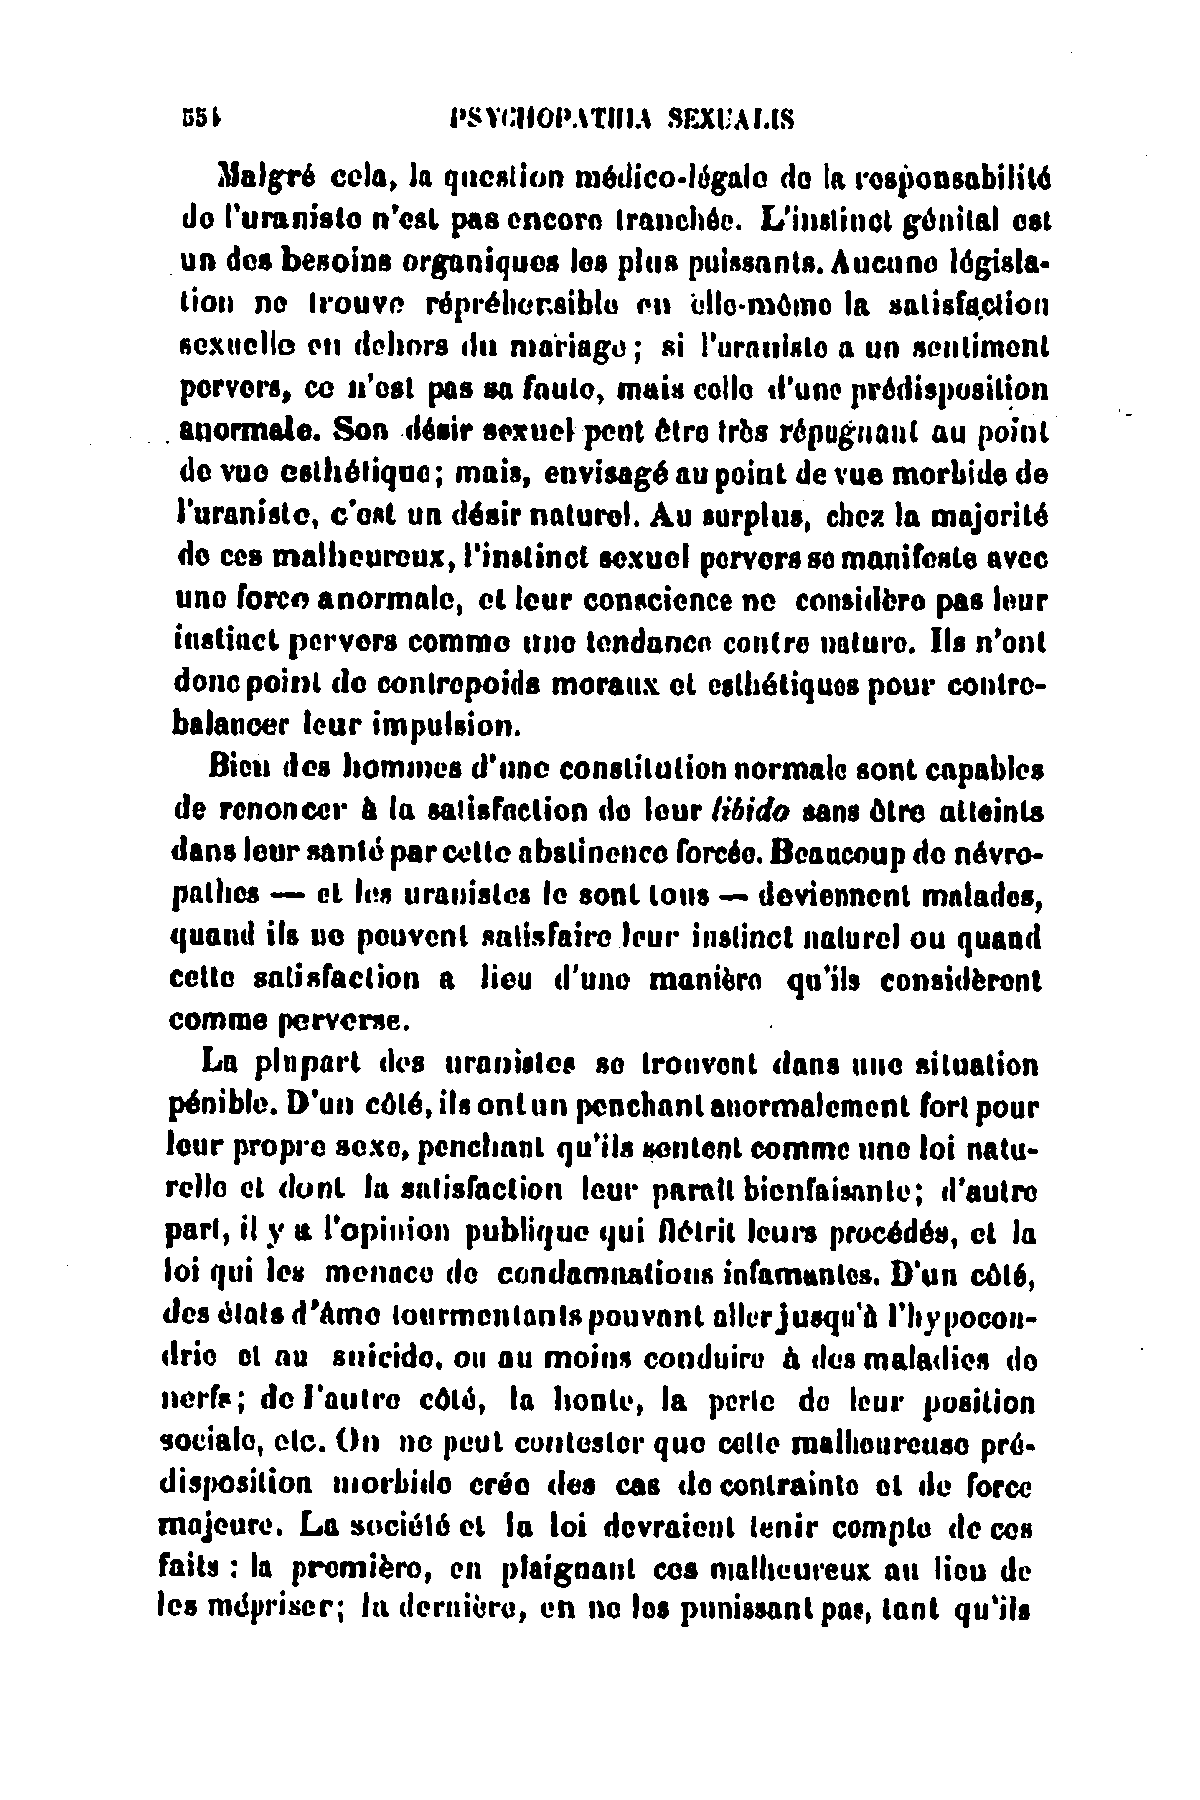 554 PSYCHOPATHIA SEXUALIS
Malgré cela, la question médico-légale de la responsabilité
de l'uraniste n'est pas encore tranchée. L'instinct génital est
un des besoins organiques les plus puissants. Aucune législa-
tion ne trouve répréhensible en elle-même la satisfaction
sexuelle en dehors du mariage; si l'uraniste a un sentiment
pervers, ce n'est pas sa faute, mais celle d'une prédisposition
anormale. Son désir sexuel peut être très répugnant au point
de vue esthétique; mais, envisagé au point de vue morbide de
l'uraniste, c'est un désir naturel. Au surplus, chez la majorité
de ces malheureux, l'instinct sexuel pervers se manifeste avec
une force anormale, et leur conscience ne considère pas leur
instinct pervers comme une tendance contre nature. Ils n'ont
donc point de contrepoids moraux et esthétiques pour contre-
balancer leur impulsion.
Bien des hommes d'une constitution normale sont capables
de renoncer à la satisfaction de leur libido sans être atteints
dans leur santé par cette abstinence forcée. Beaucoup de névro-
pathes — et les uranistes le sont tous — deviennent malades,
quand ils ne peuvent satisfaire leur instinct naturel ou quand
cette satisfaction a lieu d'une manière qu'ils considèrent
comme perverse.
La plupart des uranistes se trouvent dans une situation
pénible. D'un côté, ils ont un penchant anormalement fort pour
leur propre sexe, penchant qu'ils sentent comme une loi natu-
relle et dont la satisfaction leur paraît bienfaisante; d'autre
part, il y a l'opinion publique qui flétrit leurs procédés, et la
loi qui les menace de condamnations infamantes. D'un côté,
des états d'âme tourmentants pouvant aller jusqu'à l'hypocon-
drie et au suicide, ou au moins conduire à des maladies de
nerfs; de l'autre côté, la honte, la perte de leur position
sociale, etc. On ne peut contester que cette malheureuse pré-
disposition morbide crée des cas de contrainte et de force
majeure. La société et la loi devraient tenir compte de ces
faits : la première, en plaignant ces malheureux au lieu de
les mépriser; la dernière, en ne les punissant pas, tant qu'ils